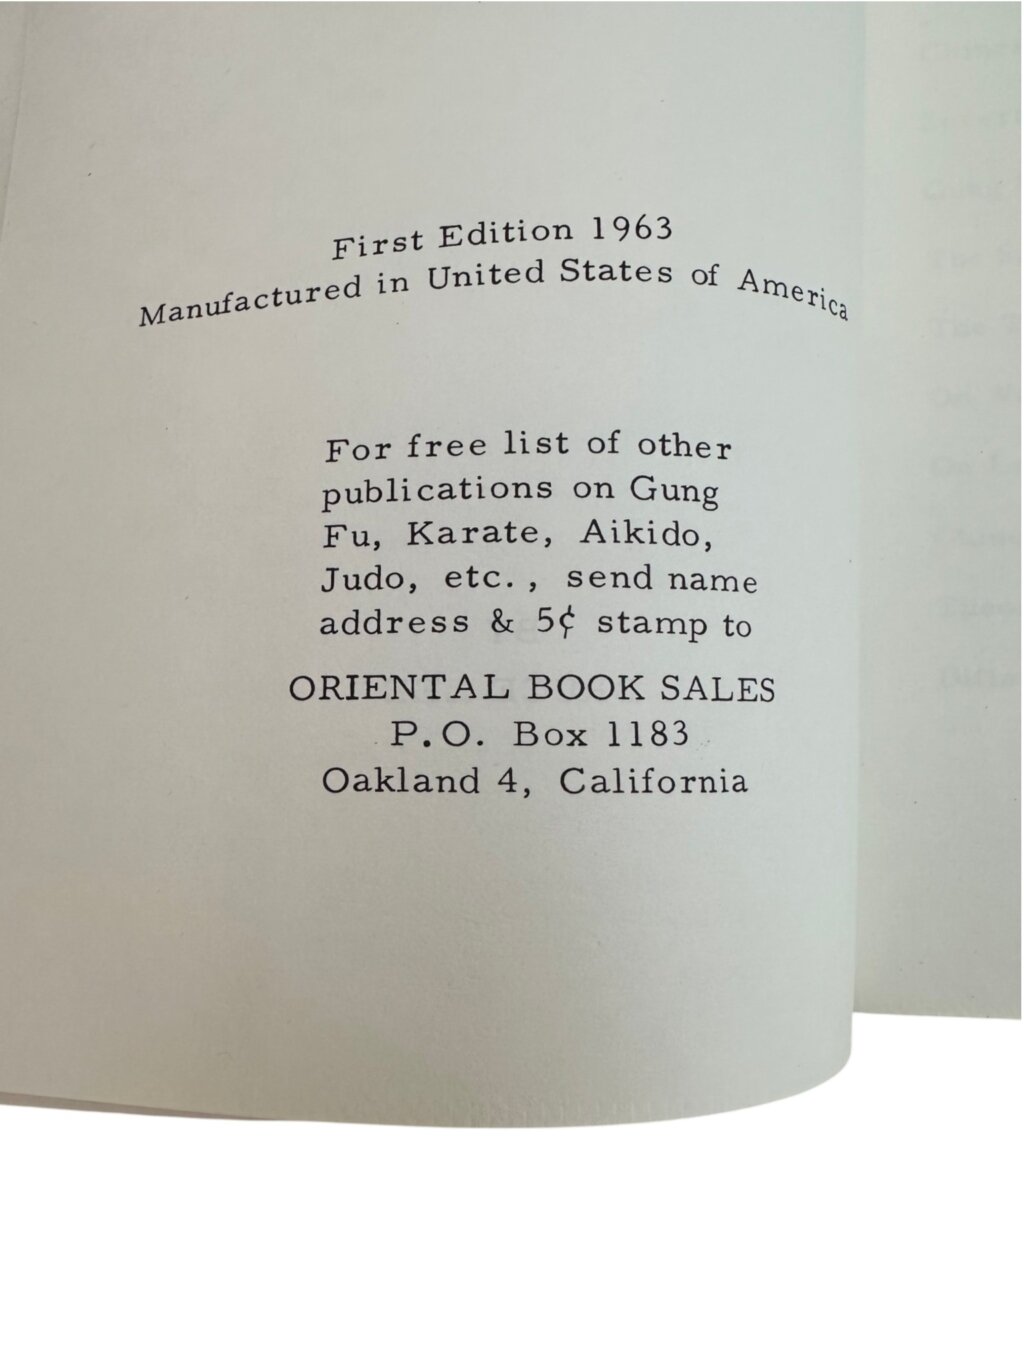 First Edition 1963
Manufactured in United States of America
For free list of other
publications on Gung
Fu, Karate, Aikido,
Judo, etc., send name
address & 5¢ stamp to
ORIENTAL BOOK SALES
P.O. Box 1183
Oakland 4, California